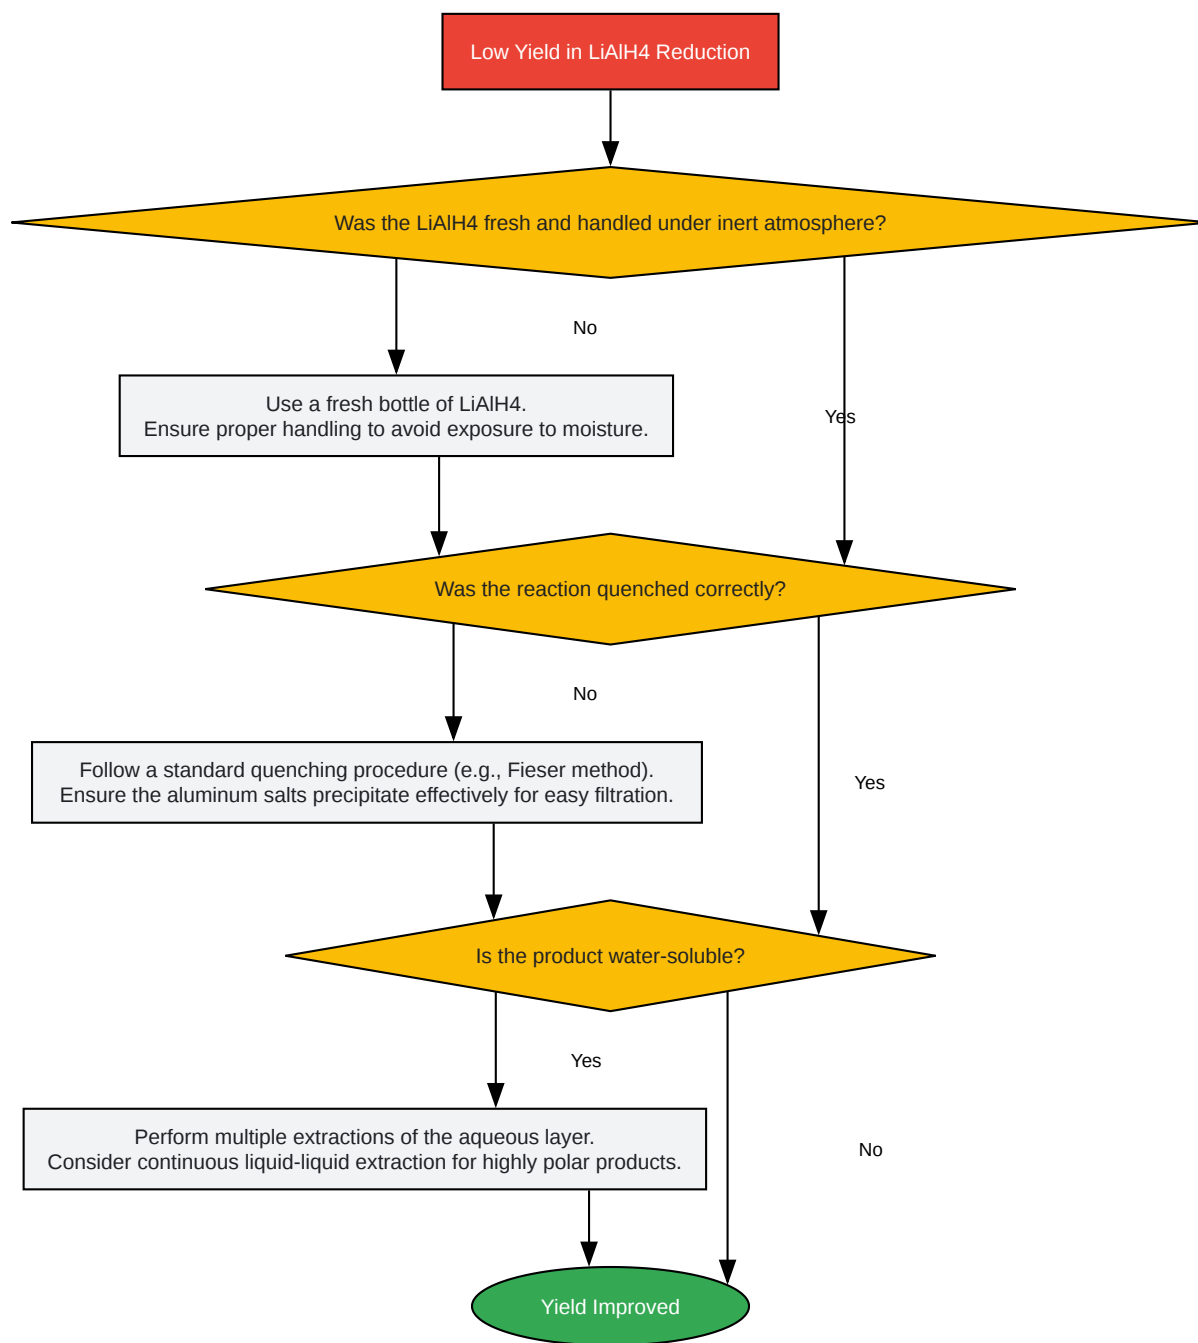 Low Yield in LiAlH4 Reduction
Was the LiAlH4 fresh and handled under inert atmosphere?
No
Use a fresh bottle of LiAlH4.
Ensure proper handling to avoid exposure to moisture.
Yes
Was the reaction quenched correctly?
No
Follow a standard quenching procedure (e.g., Fieser method).
Ensure the aluminum salts precipitate effectively for easy filtration.
Yes
Is the product water-soluble?
Yes
Perform multiple extractions of the aqueous layer.
Consider continuous liquid-liquid extraction for highly polar products.
No
Yield Improved